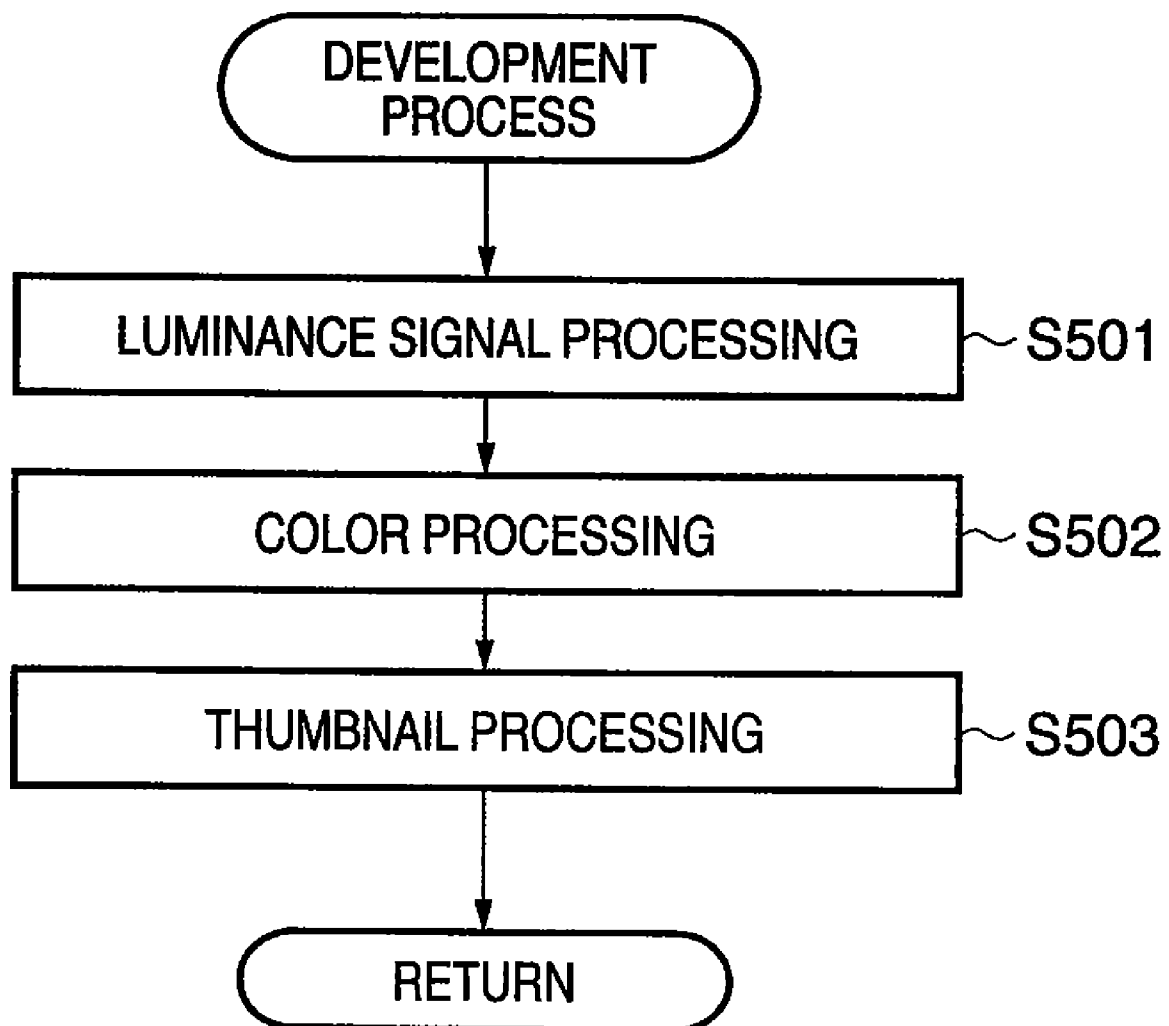 DEVELOPMENT
PROCESS
LUMINANCE SIGNAL PROCESSING
S501
COLOR PROCESSING
S502
THUMBNAIL PROCESSING
S503
RETURN